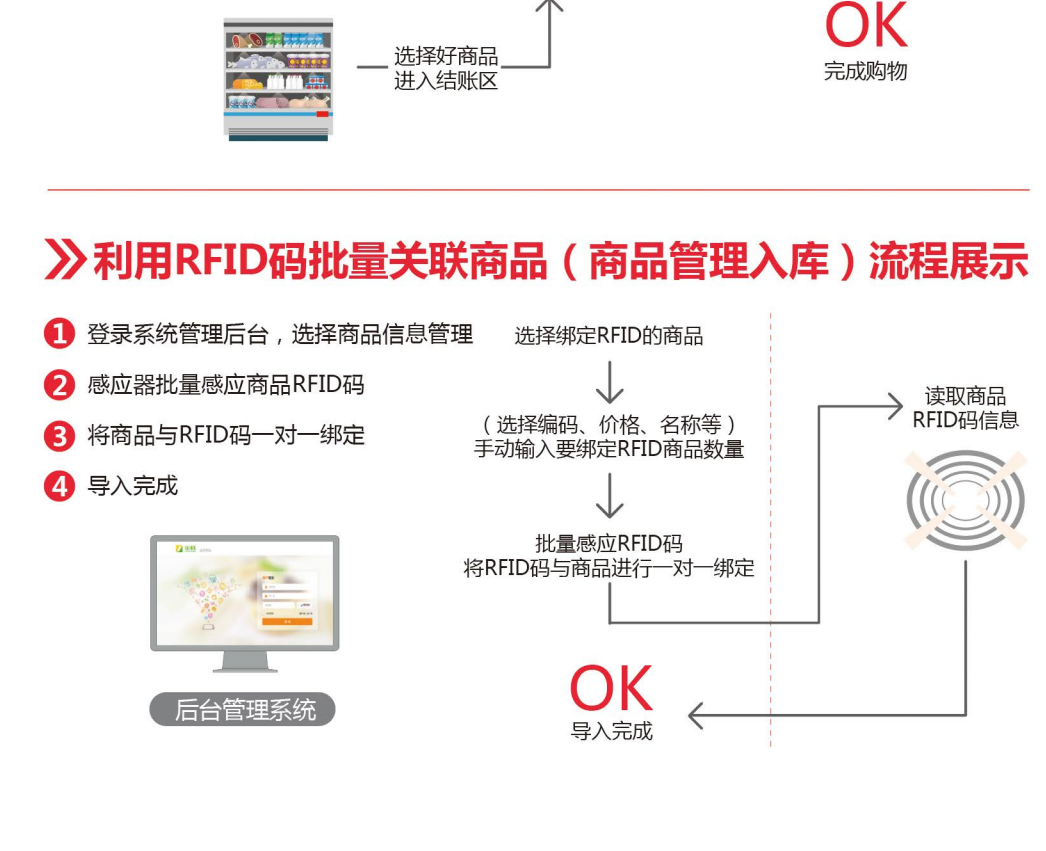 选择好商品
进入结账区
OK
完成购物
利用RFID码批量关联商品（商品管理入库）流程展示
1 登录系统管理后台，选择商品信息管理
2 感应器批量感应商品RFID码
3 将商品与RFID码一对一绑定
4 导入完成
后台管理系统
选择绑定RFID的商品
（选择编码、价格、名称等）
手动输入要绑定RFID商品数量
批量感应RFID码
将RFID码与商品进行一对一绑定
读取商品
RFID码信息
OK
导入完成